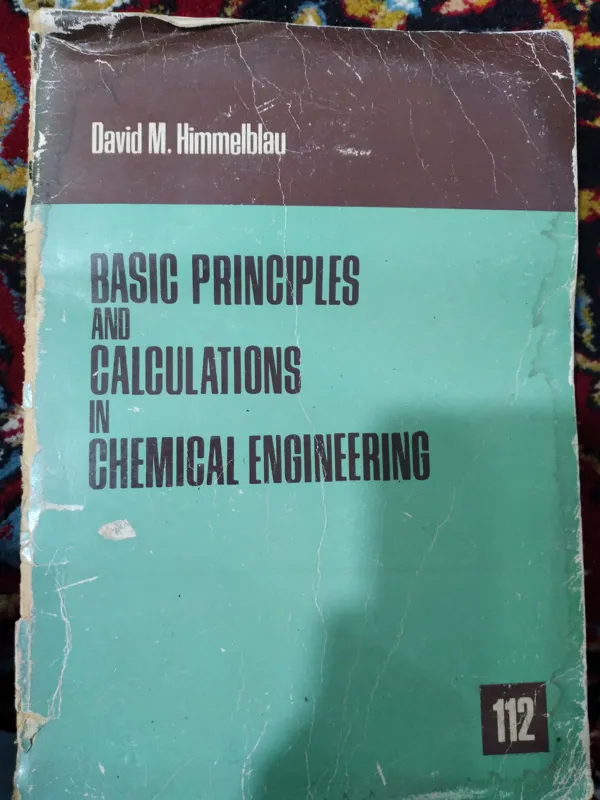 David M. Himmelblau
BASIC PRINCIPLES
AND
CALCULATIONS
IN
CHEMICAL ENGINEERING
112